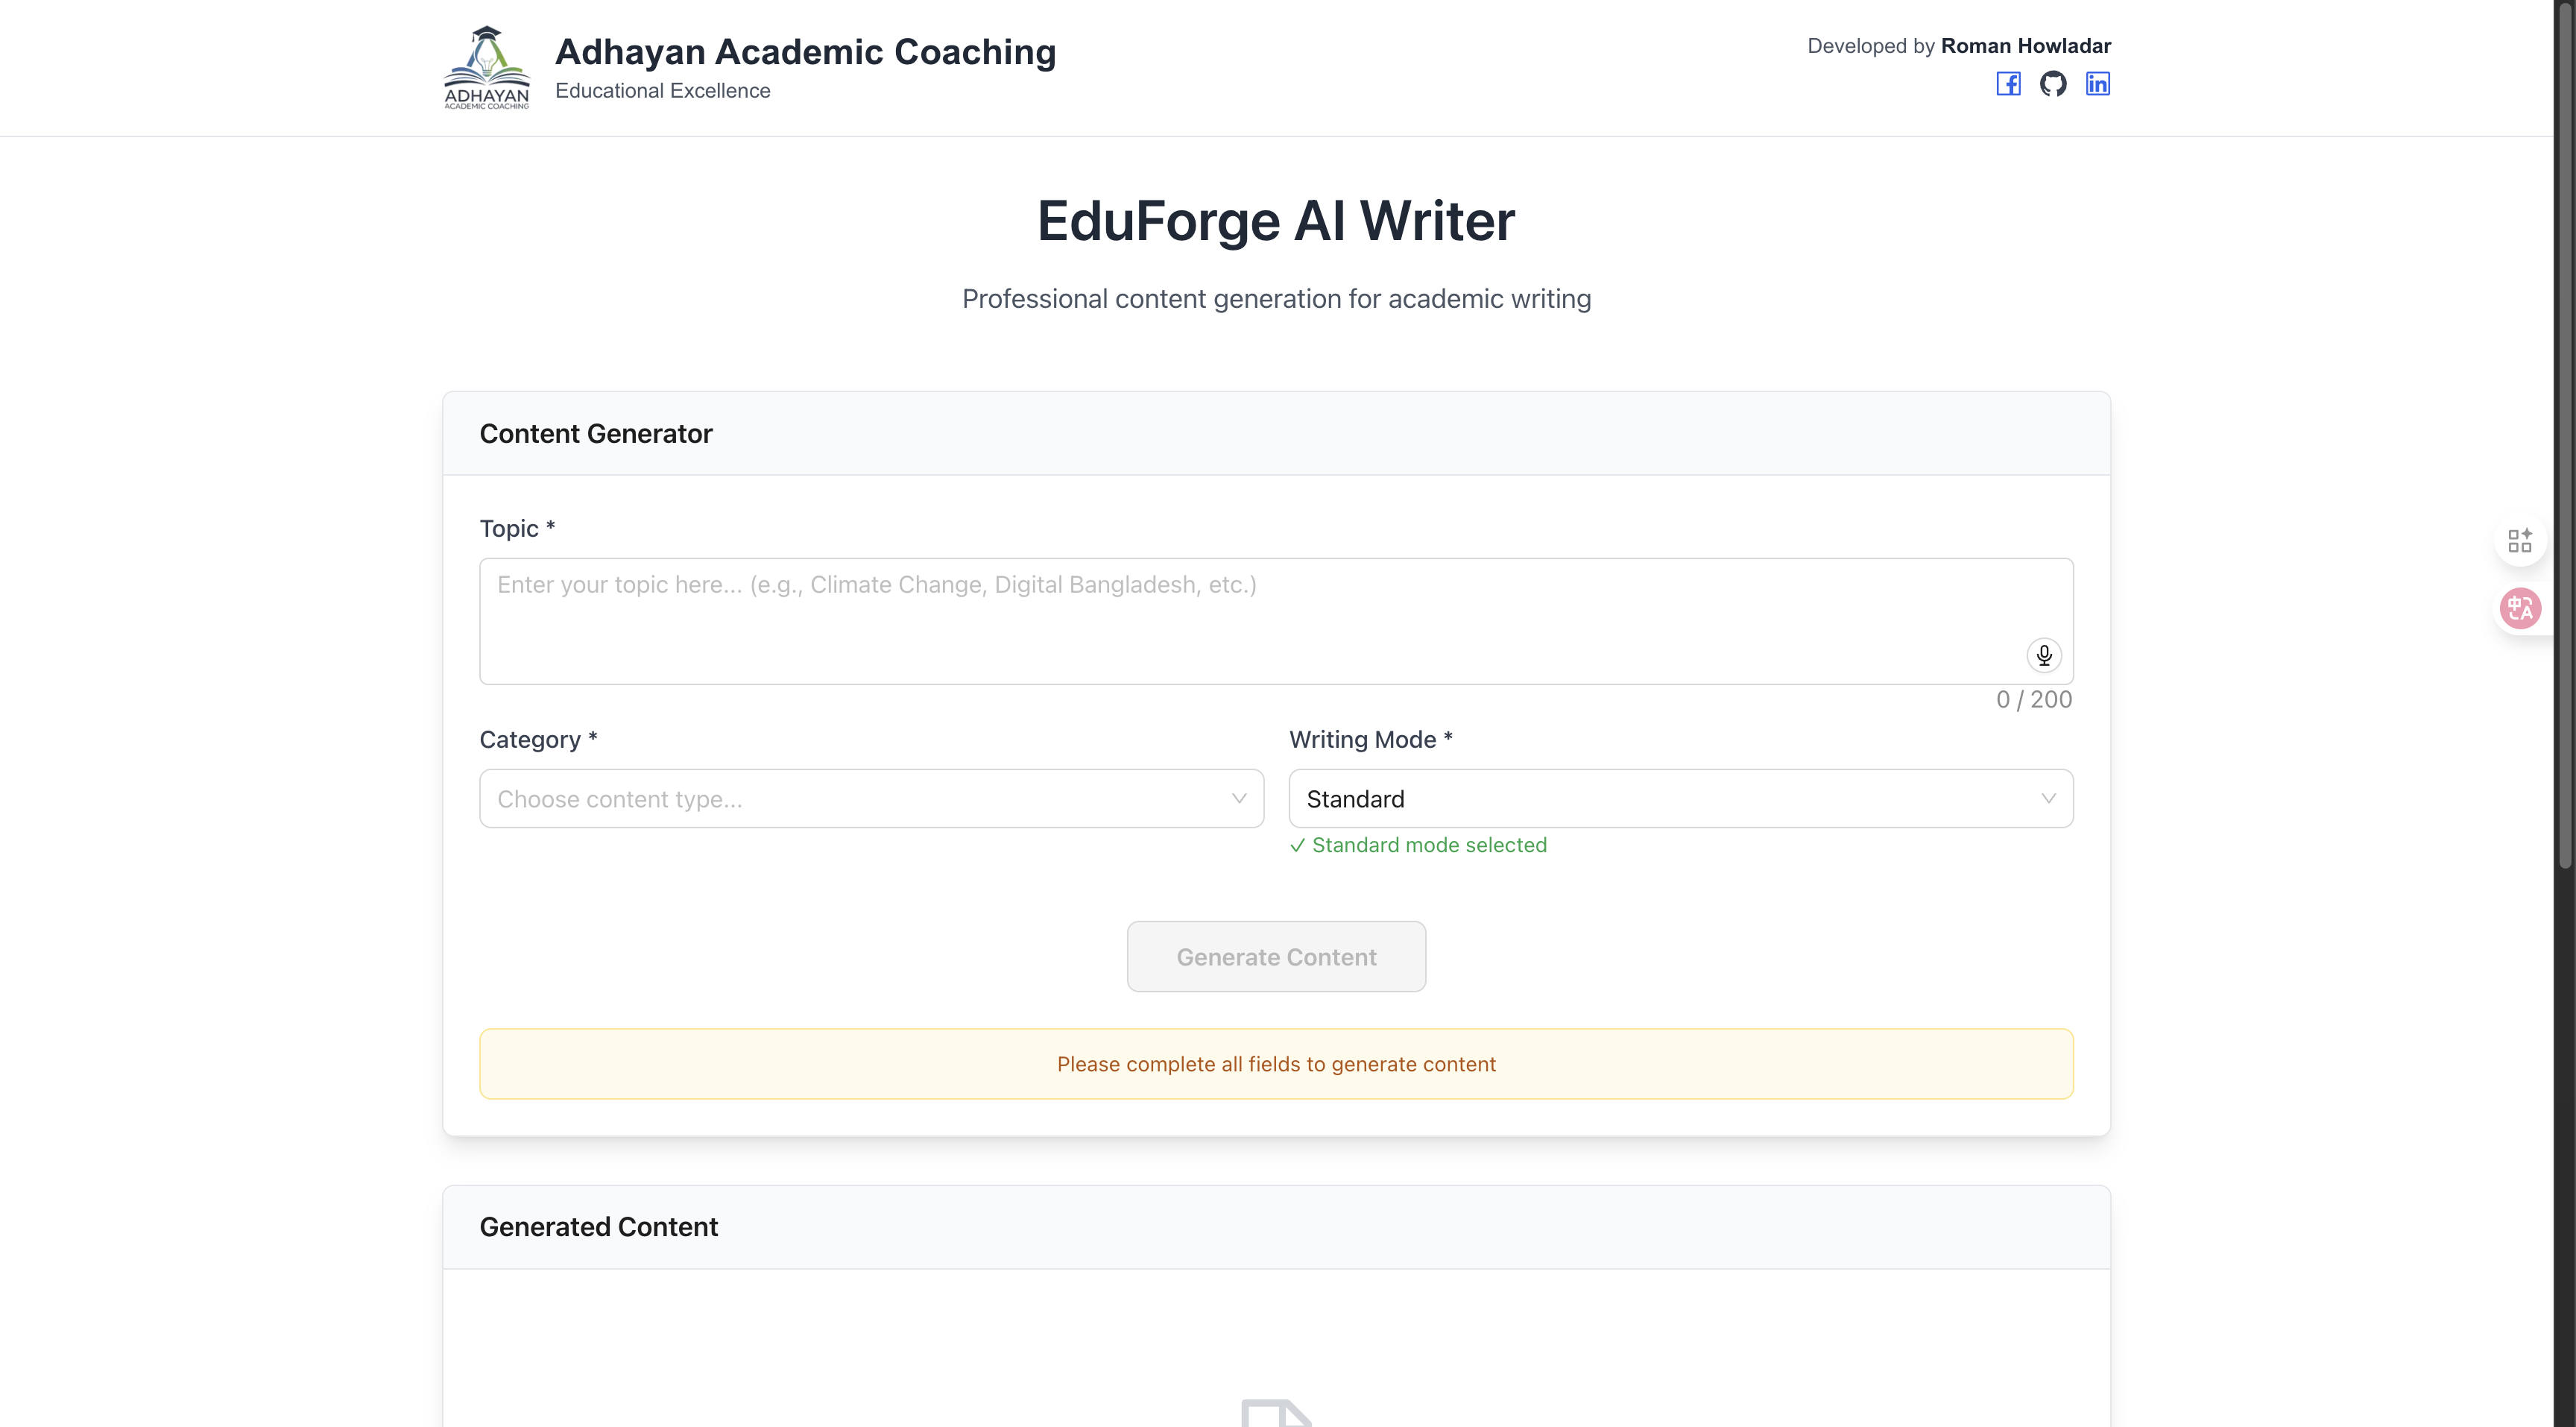 ADHAYAN
ACADEMIC COACHING
Adhayan Academic Coaching
Educational Excellence
Developed by Roman Howladar
EduForge AI Writer
Professional content generation for academic writing
Content Generator
Topic *
Enter your topic here... (e.g., Climate Change, Digital Bangladesh, etc.)
0 / 200
Category *
Writing Mode *
Choose content type...
Standard
✓ Standard mode selected
Generate Content
Please complete all fields to generate content
Generated Content